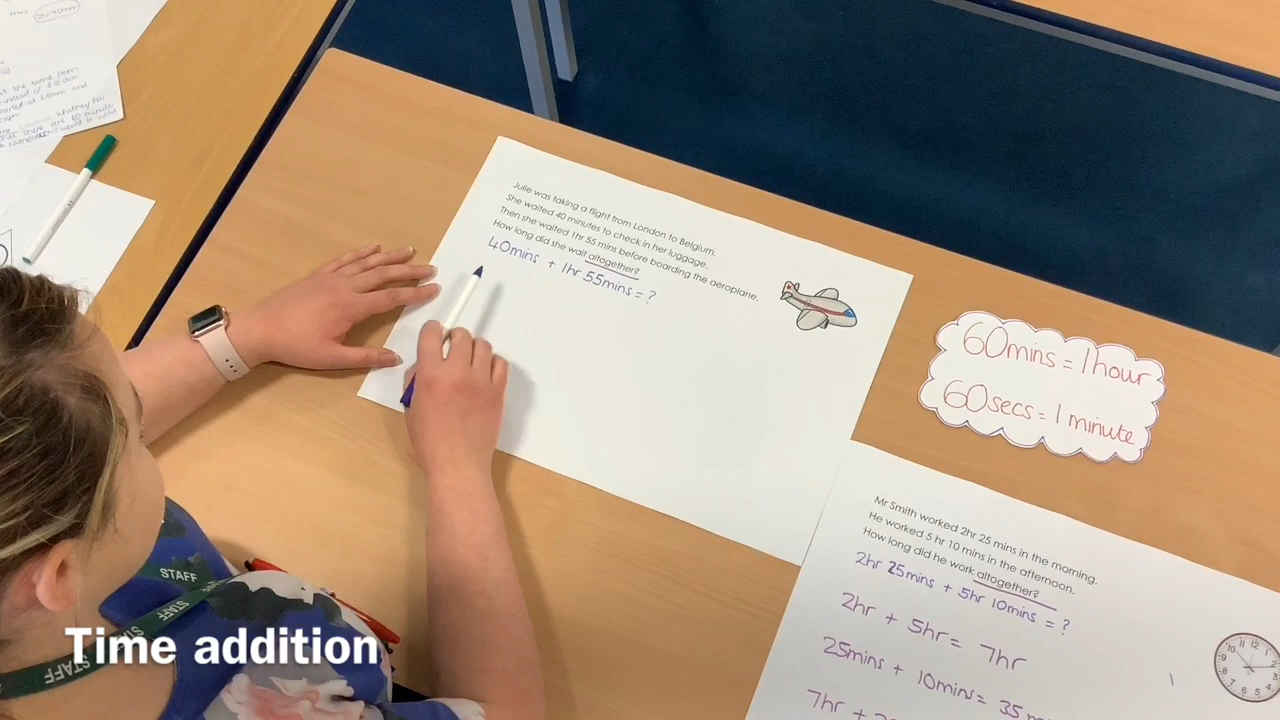 Julie was taking a flight from London to Belgium.
She waited 40 minutes to check in her luggage.
Then she waited 1hr 55 mins before boarding the aeroplane.
How long did she wait altogether?
40mins + 1hr 55mins = ?
60mins = 1 hour
60secs = 1 minute
Mr Smith worked 2hr 25 mins in the morning.
He worked 5 hr 10 mins in the afternoon.
How long did he work altogether?
2hr 25mins + 5hr 10mins = ?
2hr + 5hr = 7hr
25mins + 10mins = 35
7hr +
STAFF
STAFF
STAFF
Time addition